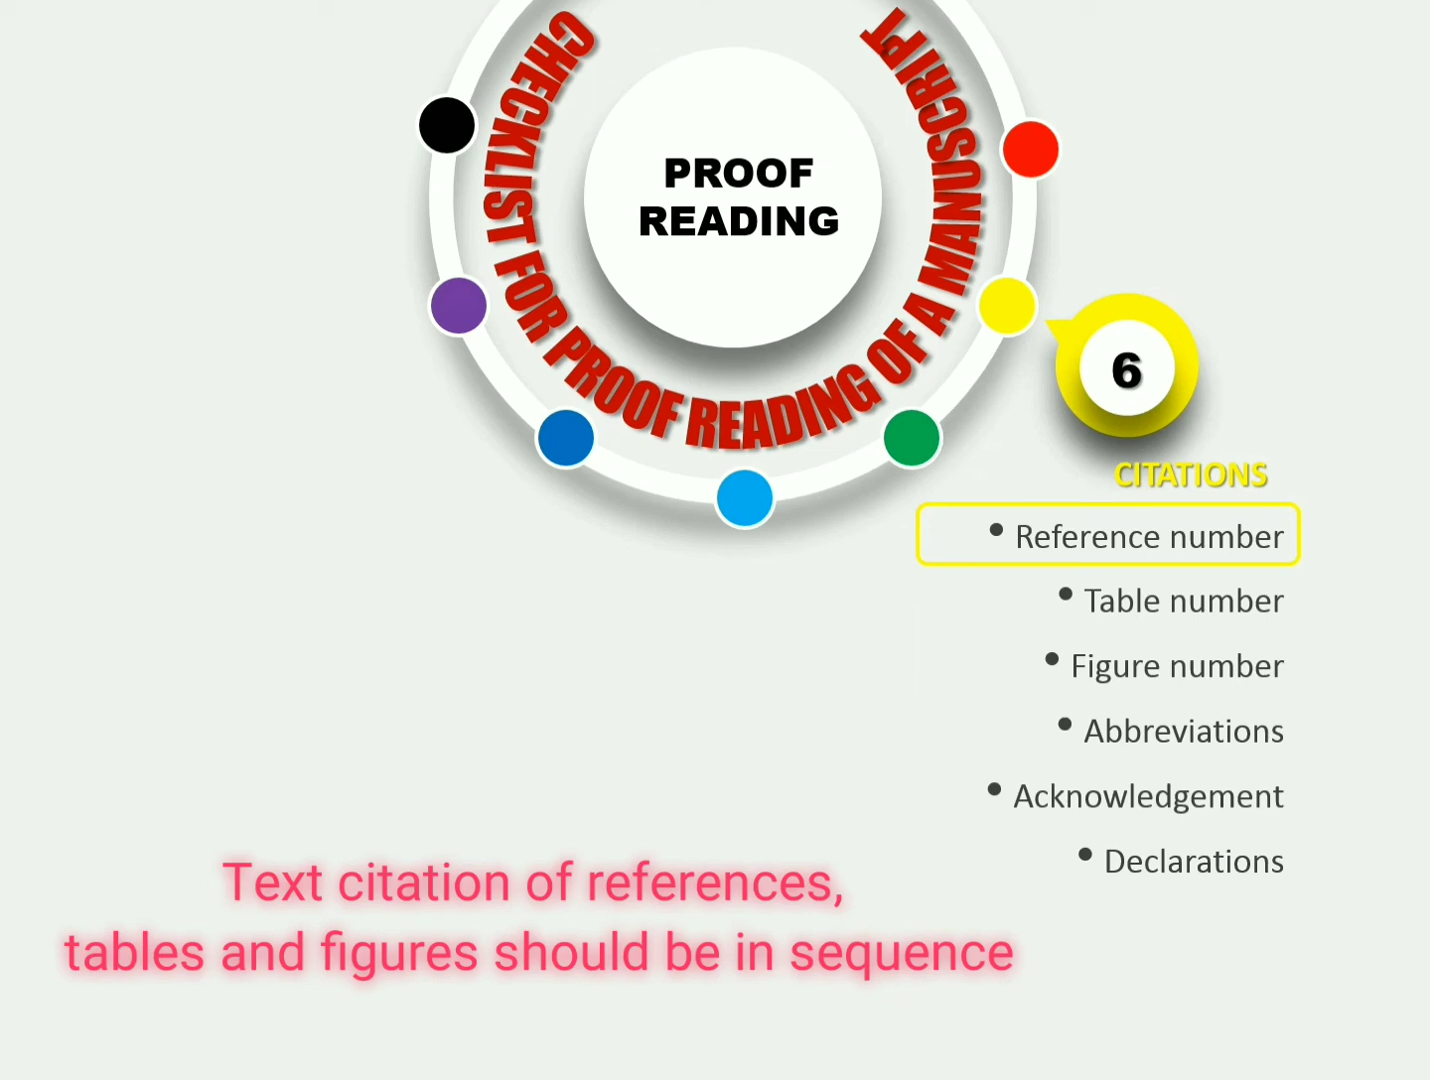 CHECKLIST FOR PROOF READING OF A MANUSCRIPT
PROOF
READING
6
CITATIONS
• Reference number
• Table number
• Figure number
• Abbreviations
• Acknowledgement
• Declarations
Text citation of references,
tables and figures should be in sequence